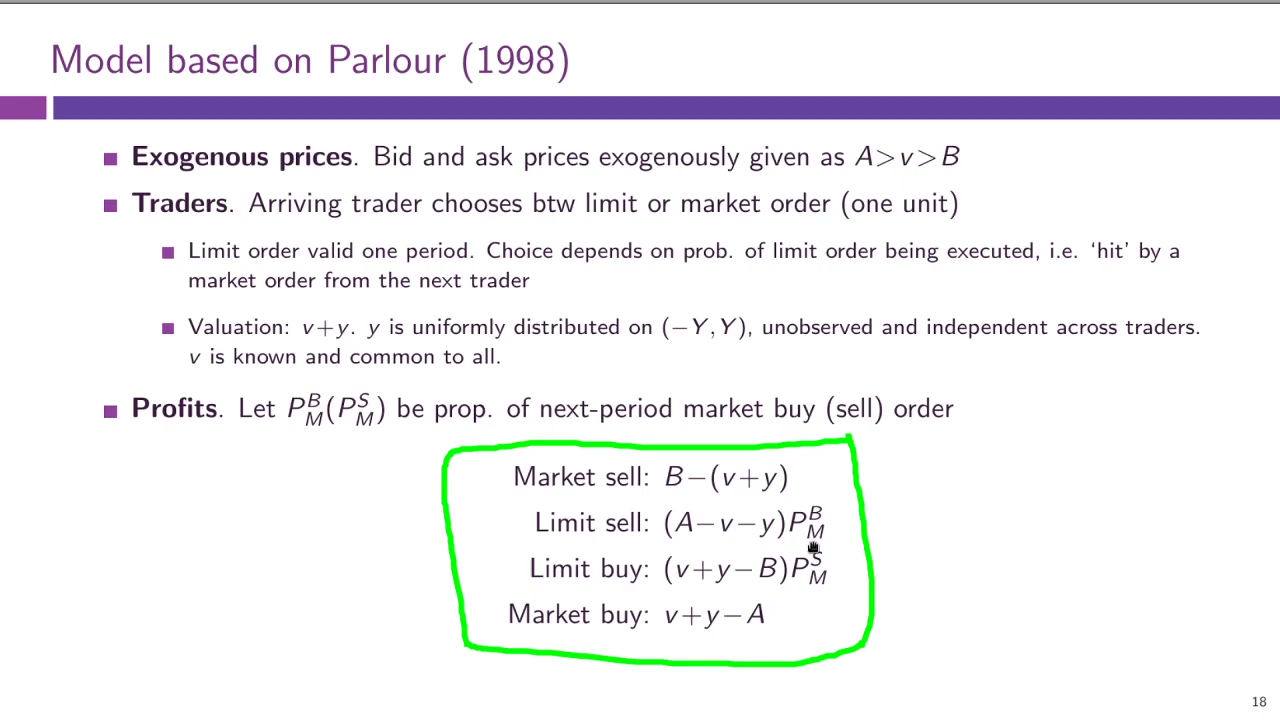 Model based on Parlour (1998)
Exogenous prices. Bid and ask prices exogenously given as A>v>B
Traders. Arriving trader chooses btw limit or market order (one unit)
Limit order valid one period. Choice depends on prob. of limit order being executed, i.e. ‘hit’ by a
market order from the next trader
Valuation: v+y. y is uniformly distributed on (−Y,Y), unobserved and independent across traders.
v is known and common to all.
Profits. Let P_M^B(P_M^S) be prop. of next-period market buy (sell) order
Market sell: B−(v+y)
Limit sell: (A−v−y)P_M^B
Limit buy: (v+y−B)P_M^S
Market buy: v+y−A
18